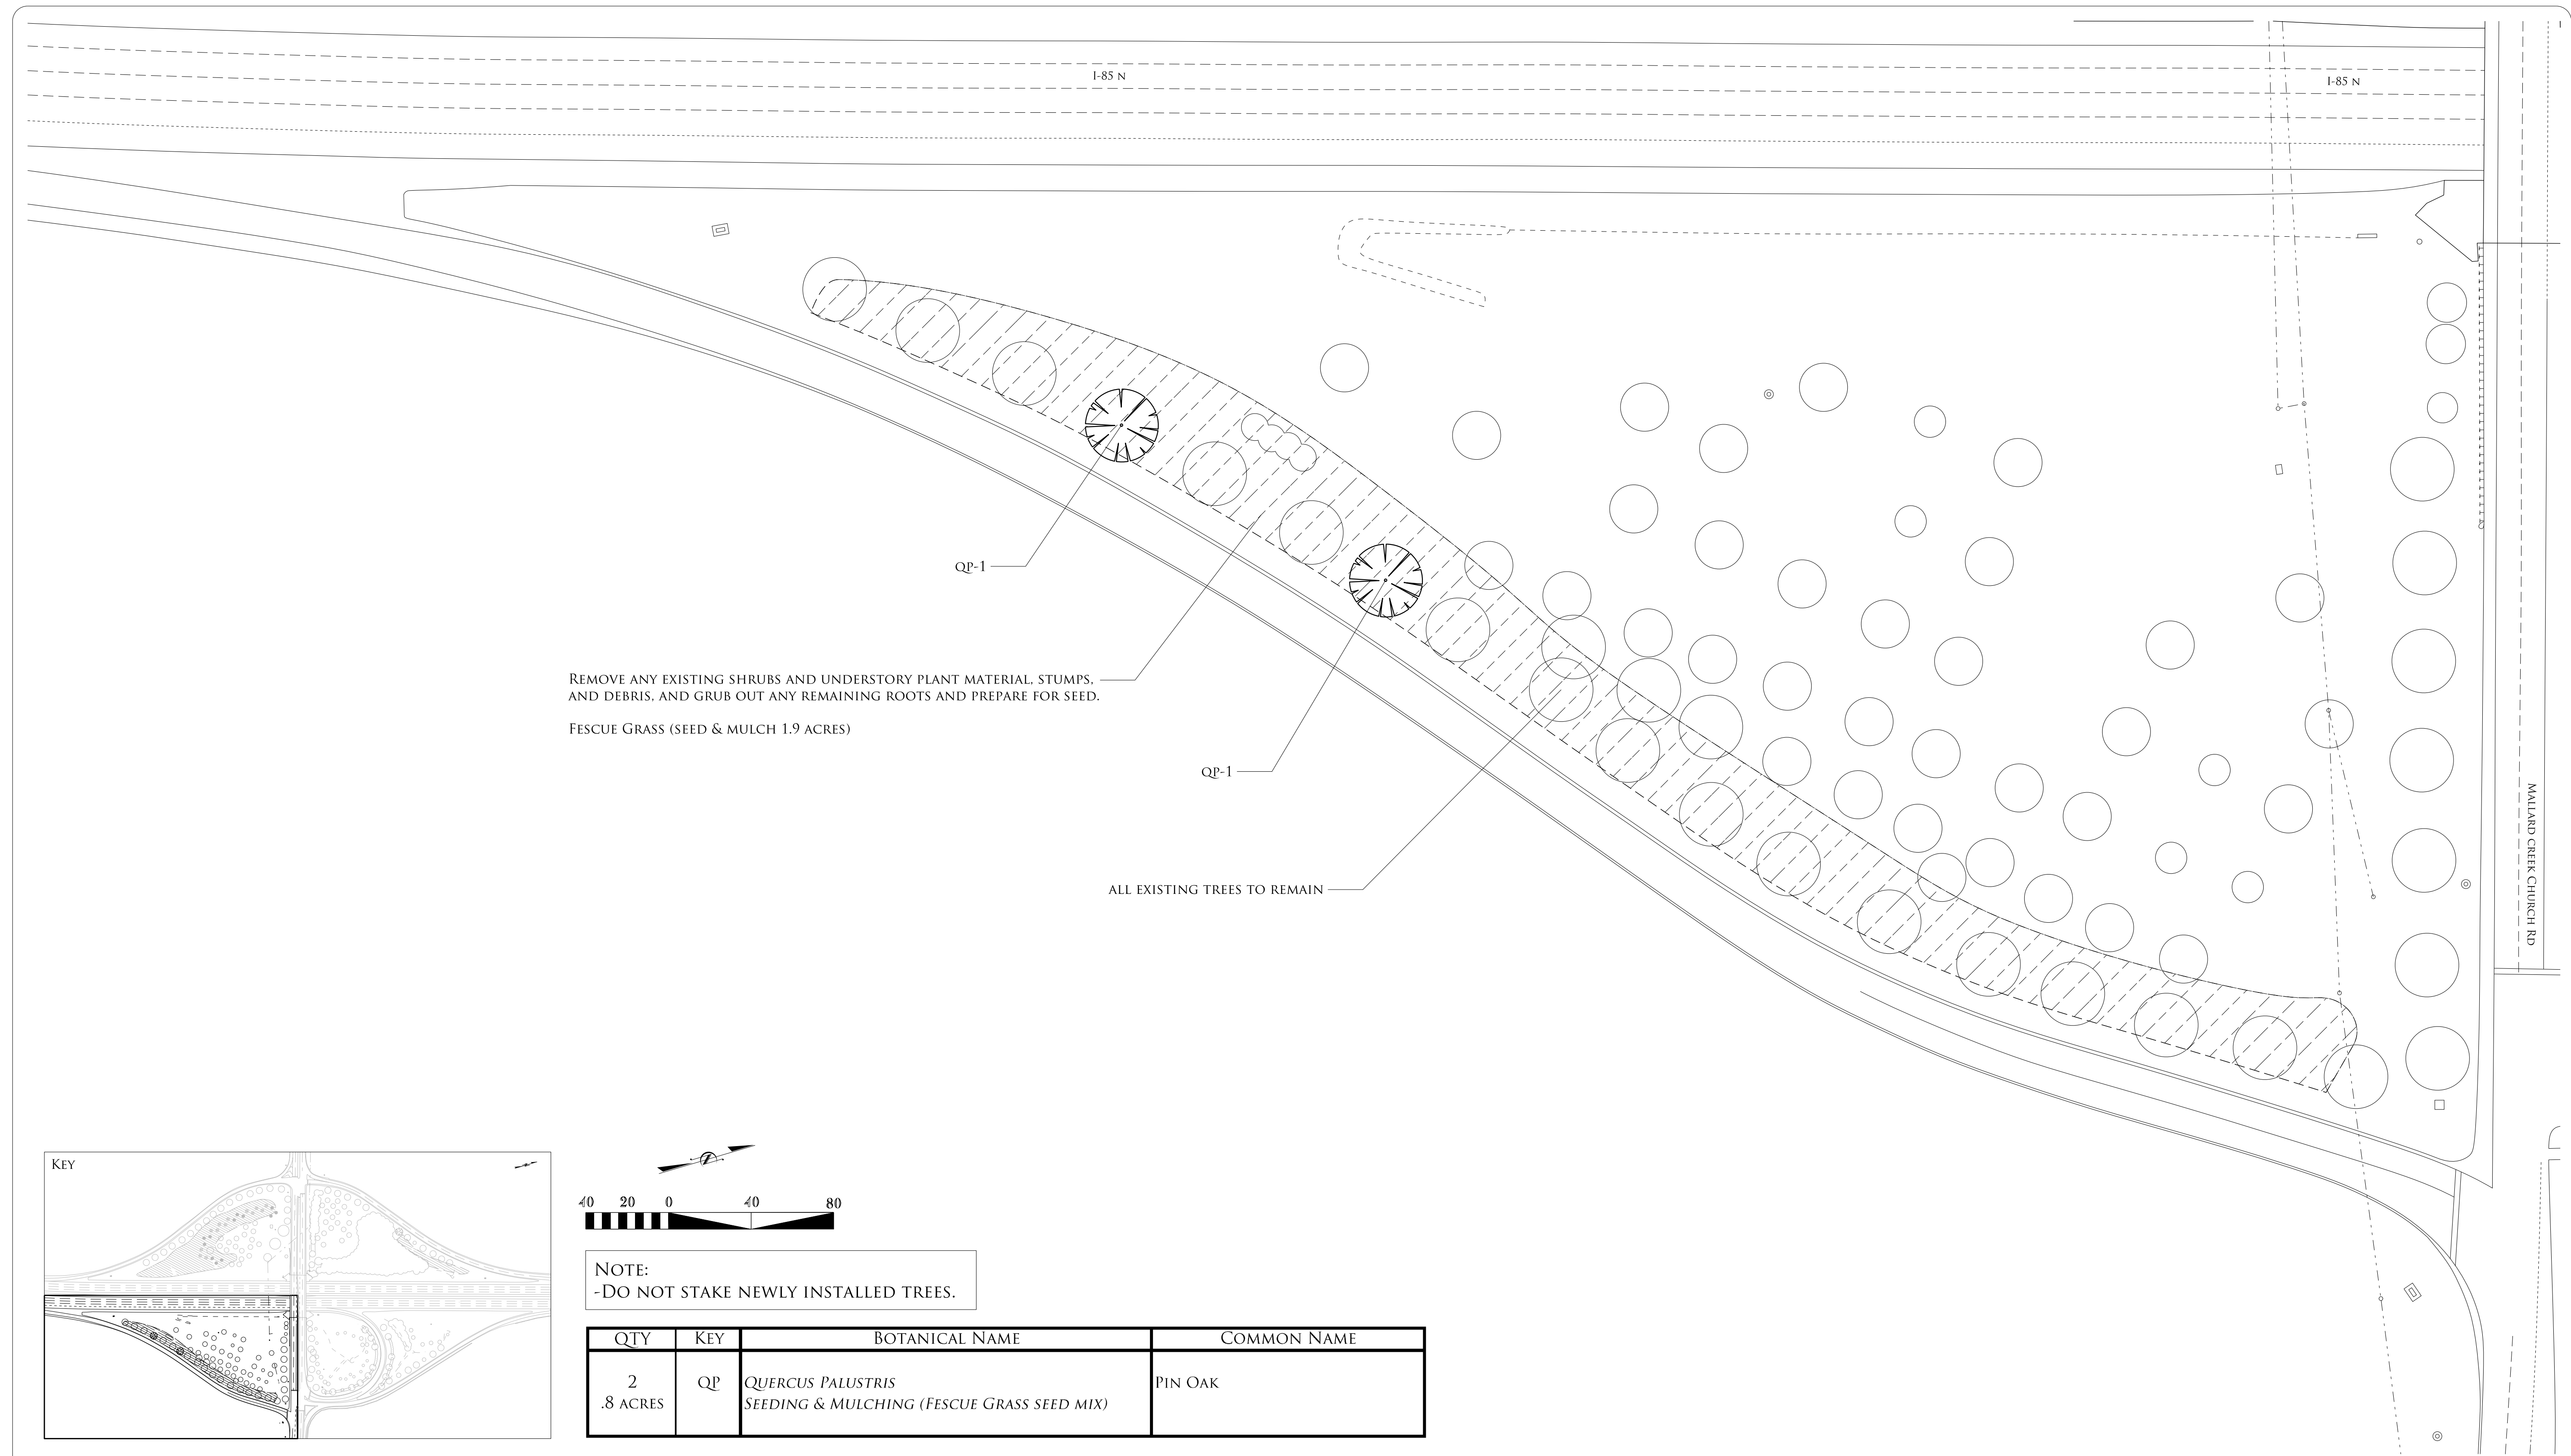 I-85 N
I-85 N
QP-1
Remove any existing shrubs and understory plant material, stumps,
and debris, and grub out any remaining roots and prepare for seed.
Fescue Grass (seed & mulch 1.9 acres)
QP-1
all existing trees to remain
Mallard creek Church Rd
Key
40 20 0 40 80
Note:
-Do not stake newly installed trees.
QTY Key Botanical Name Common Name
2 QP Quercus Palustris Pin Oak
.8 acres Seeding & Mulching (Fescue Grass seed mix)